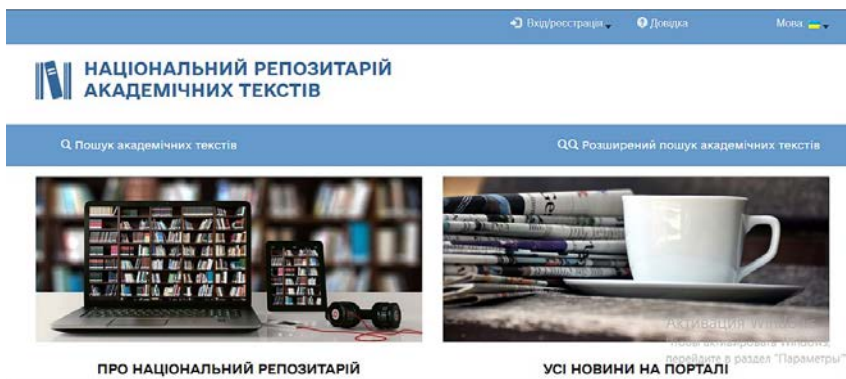 Вхід/реєстрація
Довідка
Мова:
НАЦІОНАЛЬНИЙ РЕПОЗИТАРІЙ
АКАДЕМІЧНИХ ТЕКСТІВ
Пошук академічних текстів
Розширений пошук академічних текстів
Активация Windows
Чтобы активировать Windows,
перейдите в раздел "Параметры"
ПРО НАЦІОНАЛЬНИЙ РЕПОЗИТАРІЙ
УСІ НОВИНИ НА ПОРТАЛІ